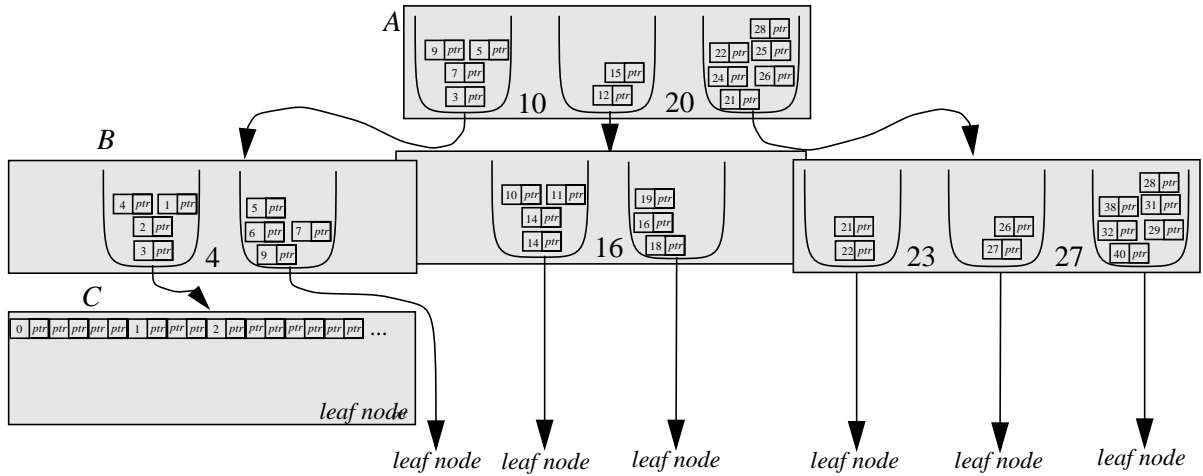 A
28 ptr
9 ptr 5 ptr 22 ptr 25 ptr
7 ptr 15 ptr 24 ptr 26 ptr
3 ptr 10 12 ptr 20 21 ptr
B
28 ptr
4 ptr 1 ptr 5 ptr 10 ptr 11 ptr 19 ptr 38 ptr 31 ptr
2 ptr 6 ptr 7 ptr 14 ptr 16 ptr 21 ptr 26 ptr 32 ptr 29 ptr
3 ptr 4 9 ptr 14 ptr 16 18 ptr 22 ptr 23 27 ptr 27 40 ptr
C
0 ptr ptr ptr ptr ptr 1 ptr ptr ptr 2 ptr ptr ptr ptr ptr ptr ptr ...
leaf node
leaf node leaf node leaf node leaf node leaf node leaf node